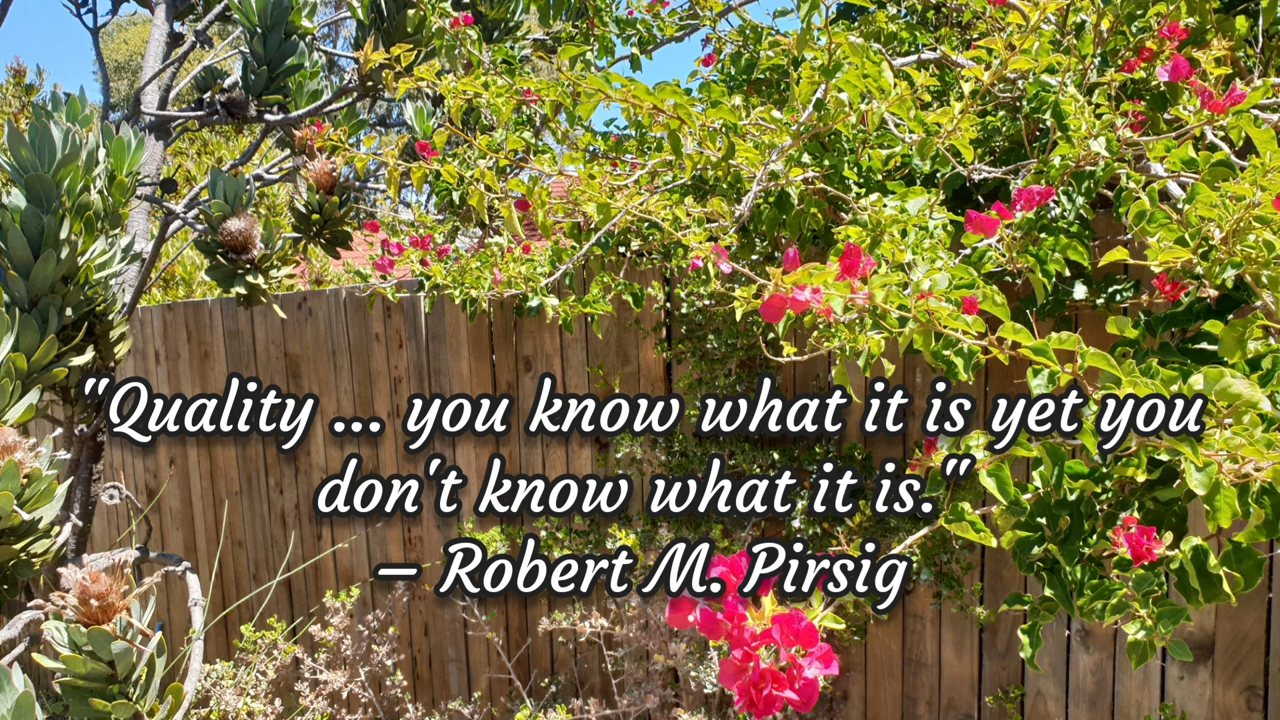 "Quality ... you know what it is yet you
don't know what it is."
– Robert M. Pirsig